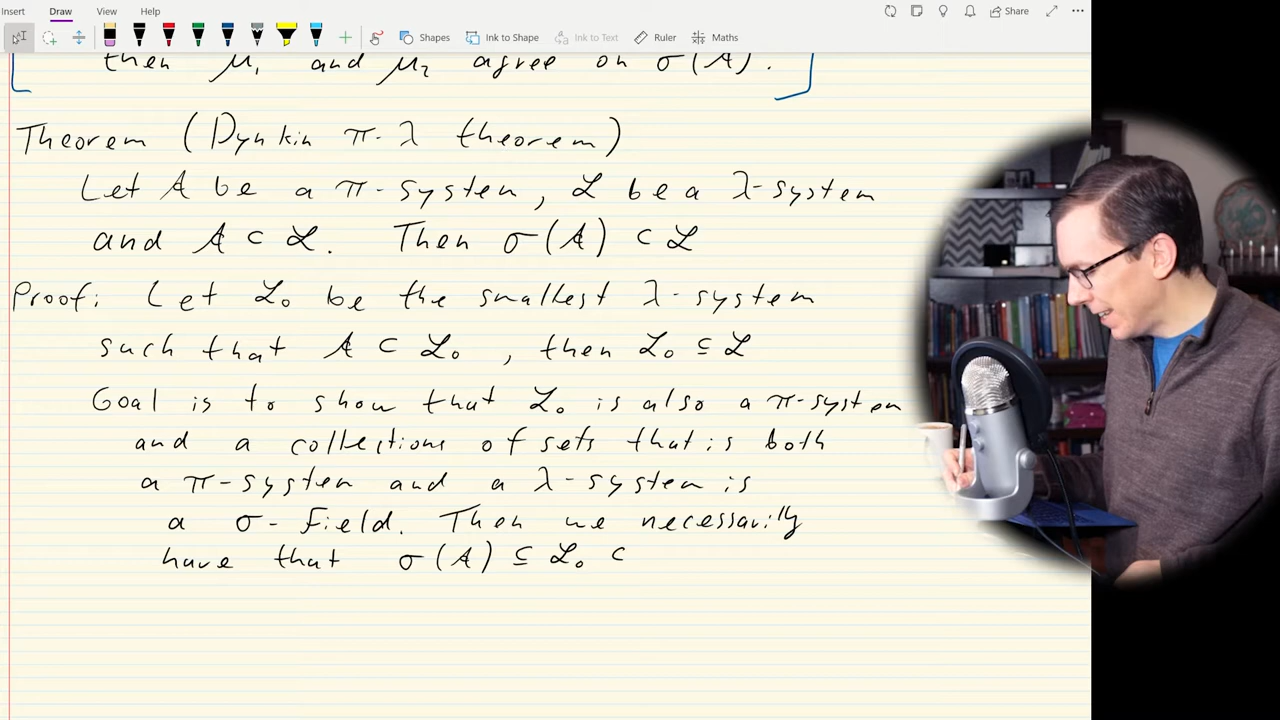 Insert Draw View Help
Share
Shapes Ink to Shape Ink to Text Ruler Maths
then μ₁ and μ₂ agree on σ(A).
Theorem (Dynkin π-λ theorem)
Let A be a π-system, ℒ be a λ-system
and A ⊂ ℒ. Then σ(A) ⊂ ℒ
Proof: Let ℒ₀ be the smallest λ-system
such that A ⊂ ℒ₀, then ℒ₀ ⊆ ℒ
Goal is to show that ℒ₀ is also a π-system
and a collections of sets that is both
a π-system and a λ-system is
a σ-field. Then we necessarily
have that σ(A) ⊆ ℒ₀ ⊂